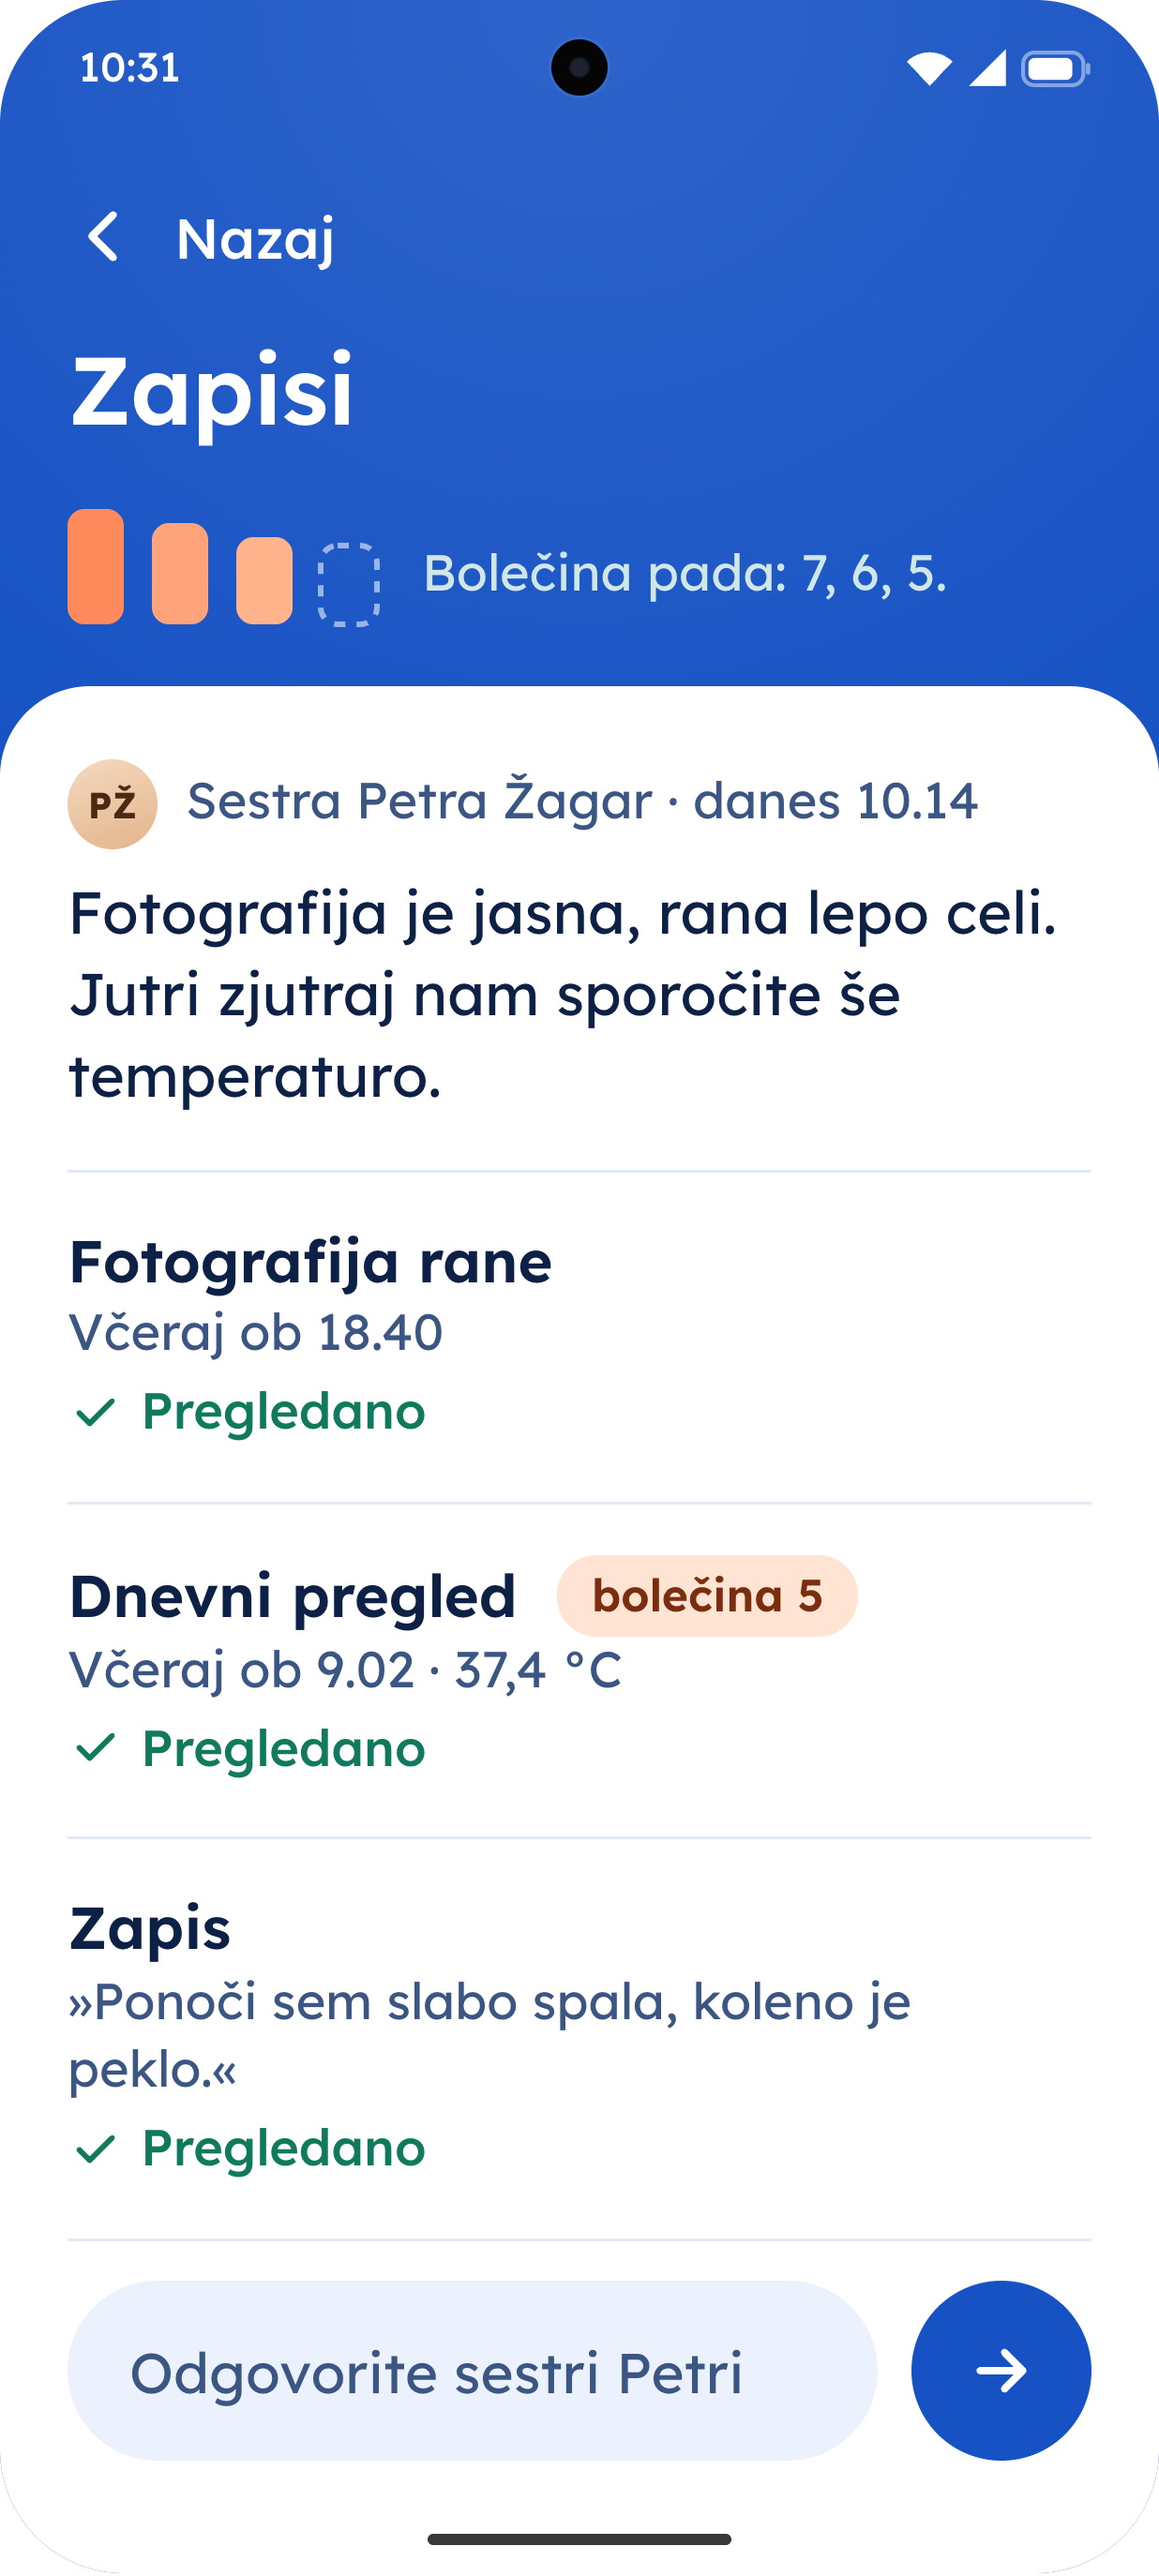 10:31
Nazaj
Zapisi
Bolečina pada: 7, 6, 5.
PŽ
Sestra Petra Žagar · danes 10.14
Fotografija je jasna, rana lepo celi.
Jutri zjutraj nam sporočite še
temperaturo.
Fotografija rane
Včeraj ob 18.40
Pregledano
Dnevni pregled
bolečina 5
Včeraj ob 9.02 · 37,4 °C
Pregledano
Zapis
»Ponoči sem slabo spala, koleno je
peklo.«
Pregledano
Odgovorite sestri Petri